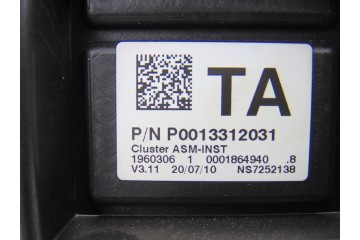 TA
P/N P0013312031
Cluster ASM-INST
1960306 1 0001864940 .8
V3.11 20/07/10 NS7252138